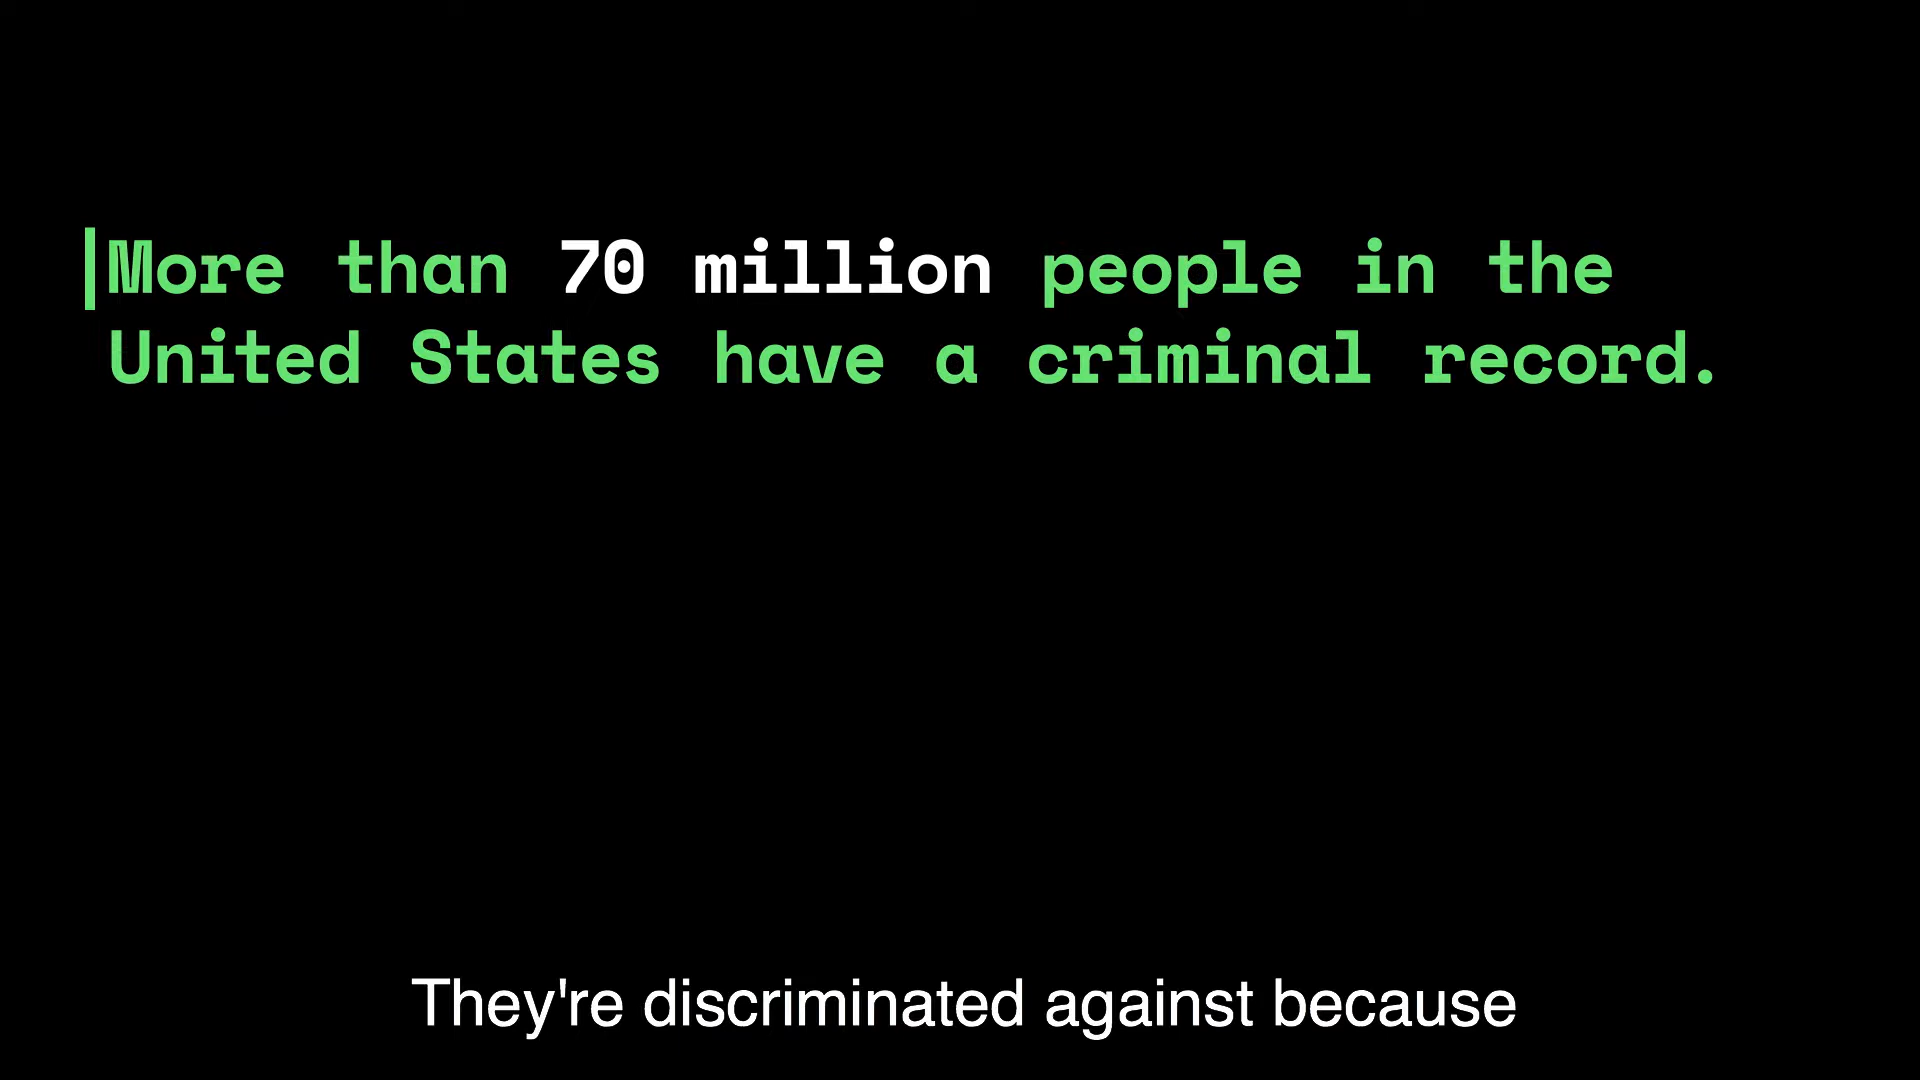 More than 70 million people in the
United States have a criminal record.
They're discriminated against because